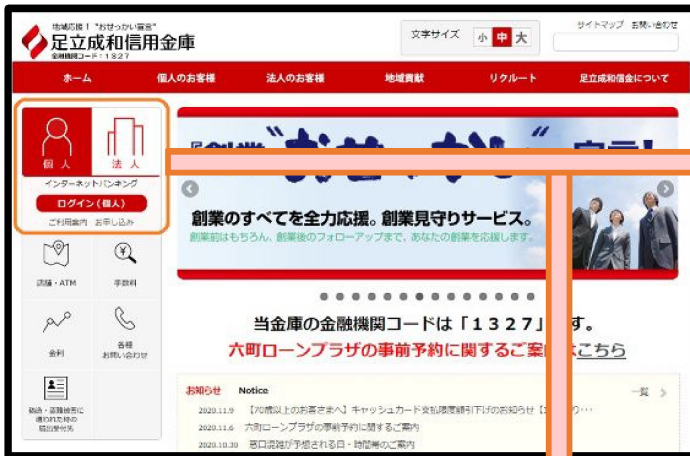 地域応援！"おせっかい宣言"
足立成和信用金庫
金融機関コード：1827
文字サイズ 小 中 大
サイトマップ お問い合わせ
ホーム 個人のお客様 法人のお客様 地域貢献 リクルート 足立成和信金について
個人 法人
インターネットバンキング
ログイン(個人)
ご利用案内 お申し込み
創業のすべてを全力応援。創業見守りサービス。
創業前はもちろん、創業後のフォローアップまで、あなたの創業を応援します。
店舗・ATM 手数料
金利 各種お問い合わせ
当金庫の金融機関コードは「1327」です。
六町ローンプラザの事前予約に関するご案内はこちら
お知らせ Notice 一覧
2020.11.9 【70歳以上のお客さまへ】キャッシュカード支払限度額引下げのお知らせ
2020.11.6 六町ローンプラザの事前予約に関するご案内
2020.10.30 窓口混雑が予想される日・時間帯のご案内